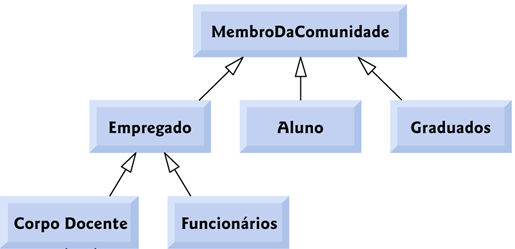 MembroDaComunidade
Empregado
Aluno
Graduados
Corpo Docente
Funcionários